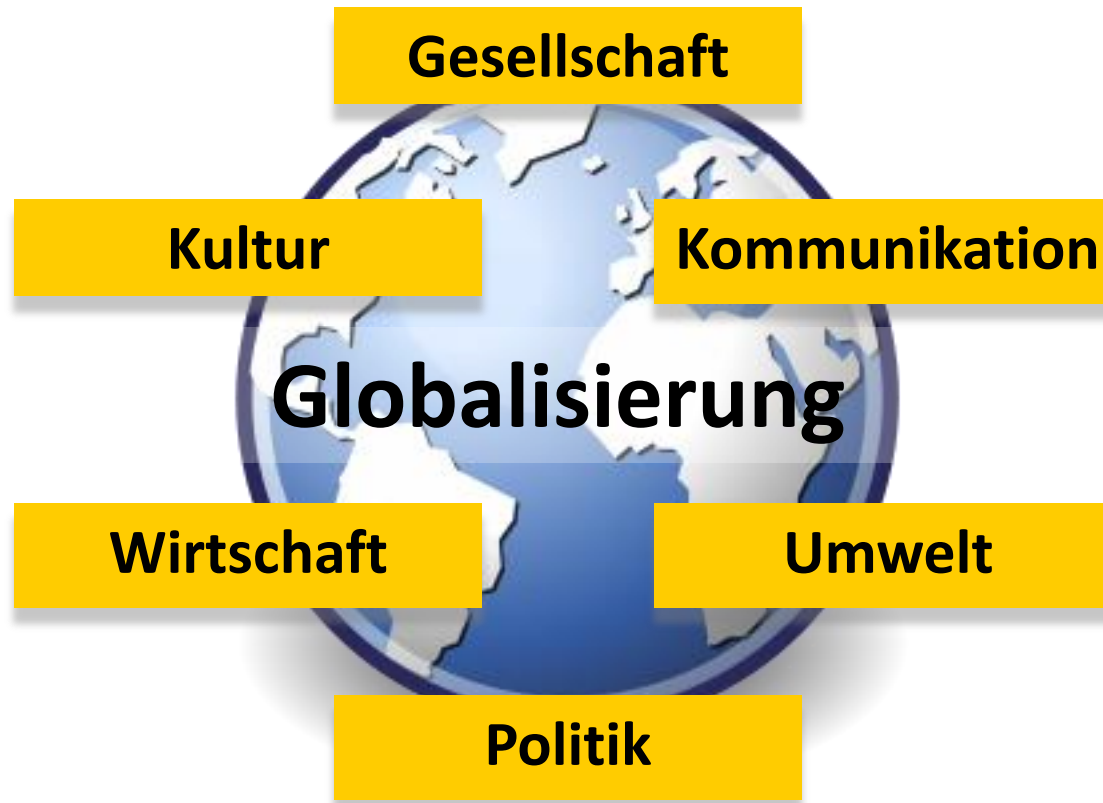 Gesellschaft
Kultur
Kommunikation
Globalisierung
Wirtschaft
Umwelt
Politik